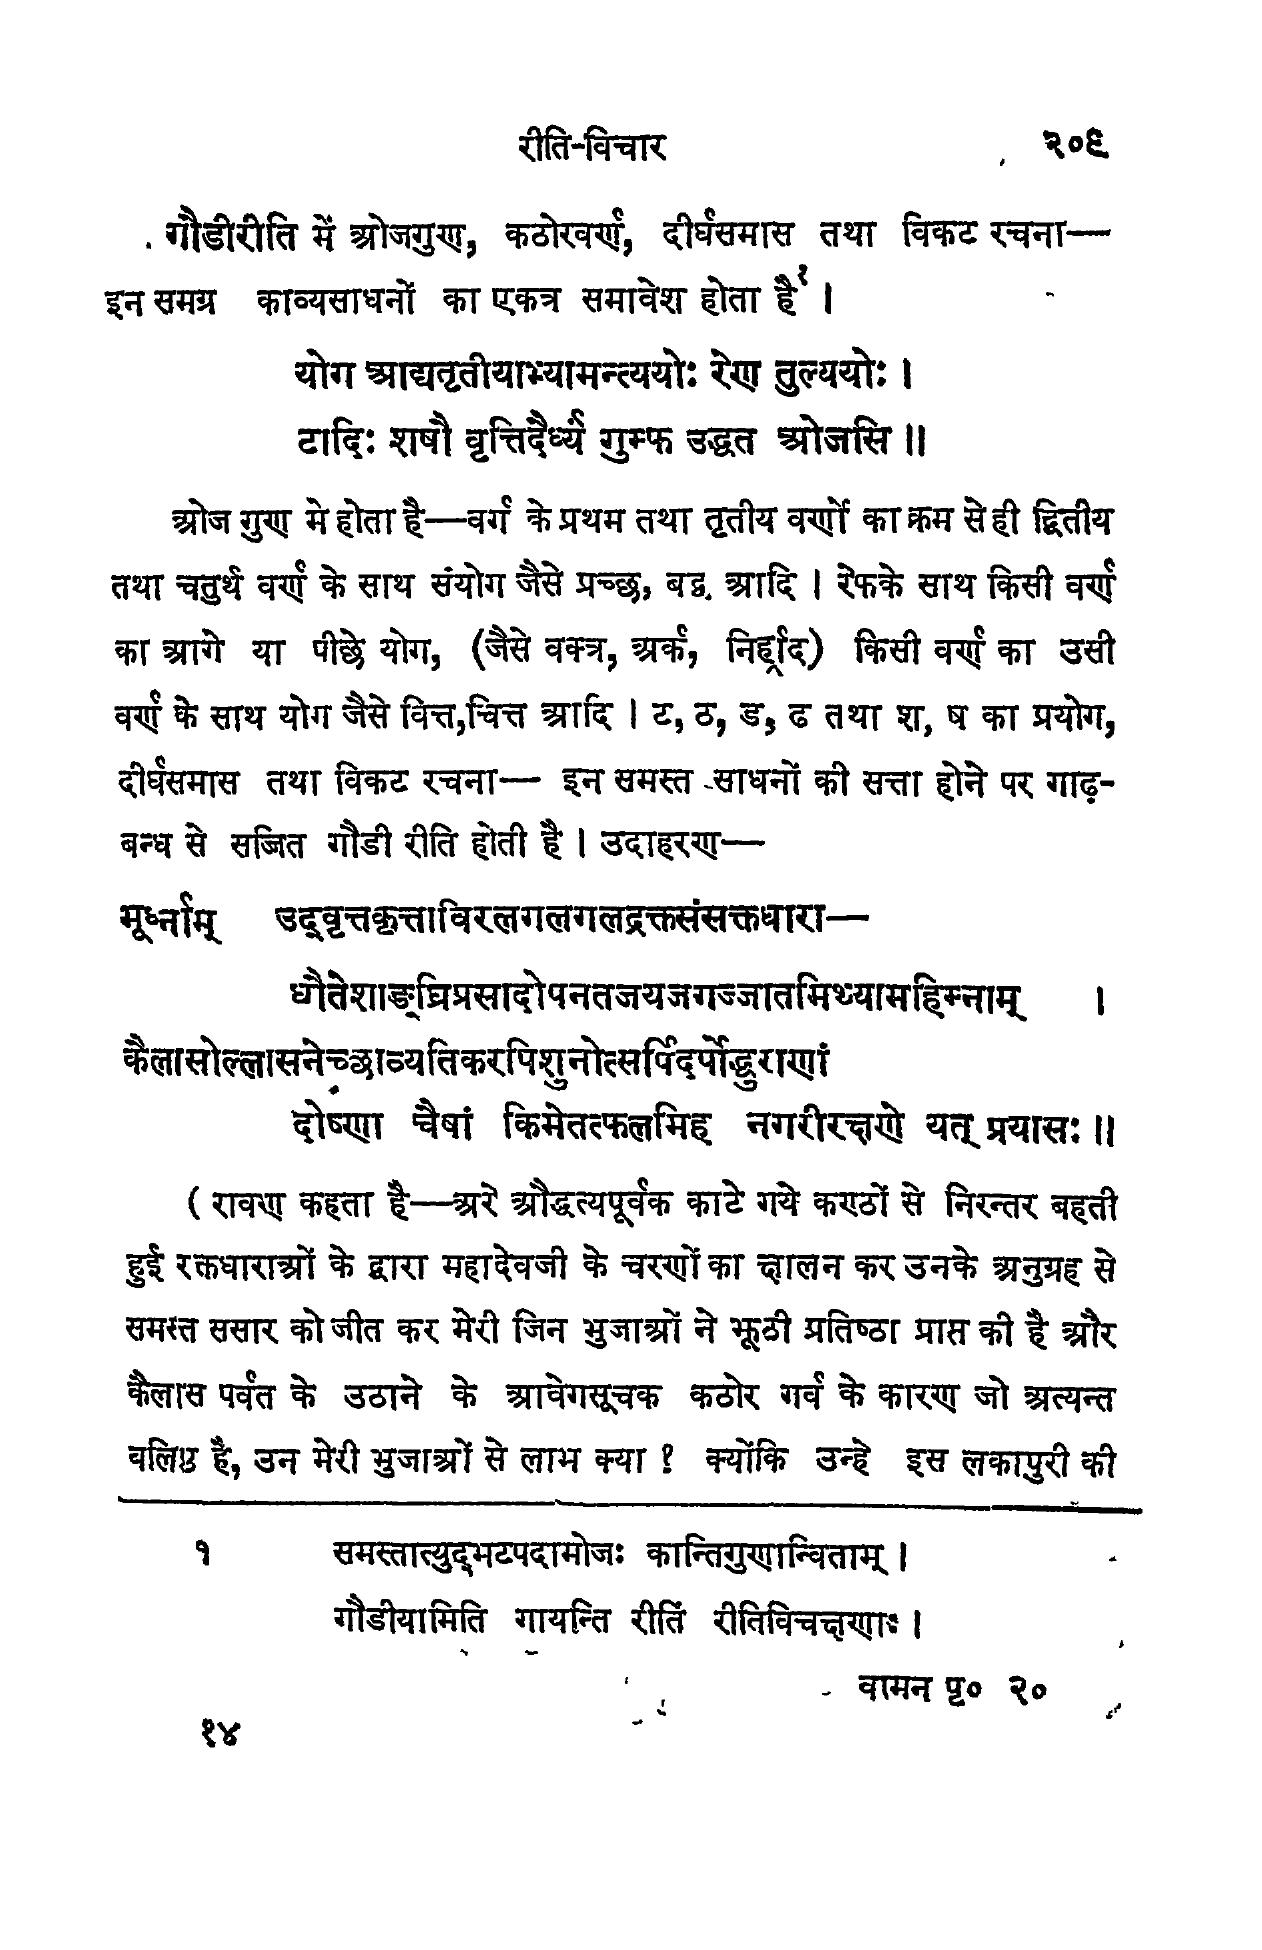 रीति-विचार २०९
गौडीरीति में ओजगुण, कठोरवर्ण, दीर्घसमास तथा विकट रचना—
इन समग्र काव्यसाधनों का एकत्र समावेश होता है१ ।
योग आद्यतृतीयाभ्यामन्त्ययोः रेण तुल्ययोः ।
टादिः शषौ वृत्तिदैर्ध्य गुम्फ उद्धत ओजसि ॥
ओज गुण मे होता है—वर्ग के प्रथम तथा तृतीय वर्णों का क्रम से ही द्वितीय
तथा चतुर्थ वर्ण के साथ संयोग जैसे प्रच्छ, बद्ध आदि । रेफके साथ किसी वर्ण
का आगे या पीछे योग, (जैसे वक्त्र, अर्क, निर्ह्राद) किसी वर्ण का उसी
वर्ण के साथ योग जैसे वित्त,चित्त आदि । ट, ठ, ड, ढ तथा श, ष का प्रयोग,
दीर्घसमास तथा विकट रचना— इन समस्त साधनों की सत्ता होने पर गाढ़-
बन्ध से सज्जित गौडी रीति होती है । उदाहरण—
मूर्ध्नाम् उद्वृत्तकृत्ताविरलगलगलद्रक्तसंसक्तधारा—
धौतेशाङ्घ्रिप्रसादोपनतजयजगज्जातमिथ्यामहिम्नाम् ।
कैलासोल्लासनेच्छाव्यतिकरपिशुनोत्सर्पिदर्पोद्धुराणां
दोष्णा चैषां किमेतत्फलमिह नगरीरक्षणे यत् प्रयासः ॥
( रावण कहता है—अरे औद्धत्यपूर्वक काटे गये कण्ठों से निरन्तर बहती
हुई रक्तधाराओं के द्वारा महादेवजी के चरणों का क्षालन कर उनके अनुग्रह से
समस्त ससार को जीत कर मेरी जिन भुजाओं ने झूठी प्रतिष्ठा प्राप्त की है और
कैलास पर्वत के उठाने के आवेगसूचक कठोर गर्व के कारण जो अत्यन्त
बलिष्ठ है, उन मेरी भुजाओं से लाभ क्या ? क्योंकि उन्हे इस लकापुरी की
१ समस्तात्युद्भटपदामोजः कान्तिगुणान्विताम् ।
गौडीयामिति गायन्ति रीतिं रीतिविचक्षणाः ।
वामन पृ० २०
१४